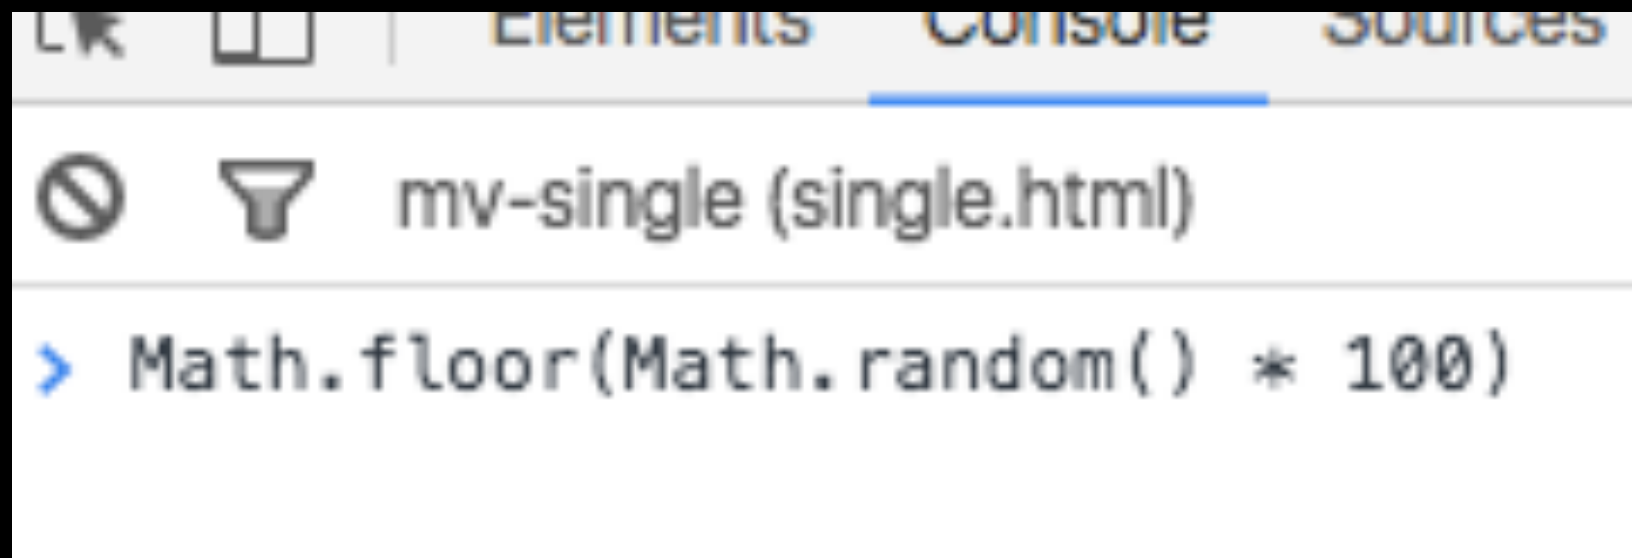 Elements Console Sources
mv-single (single.html)
> Math.floor(Math.random() * 100)